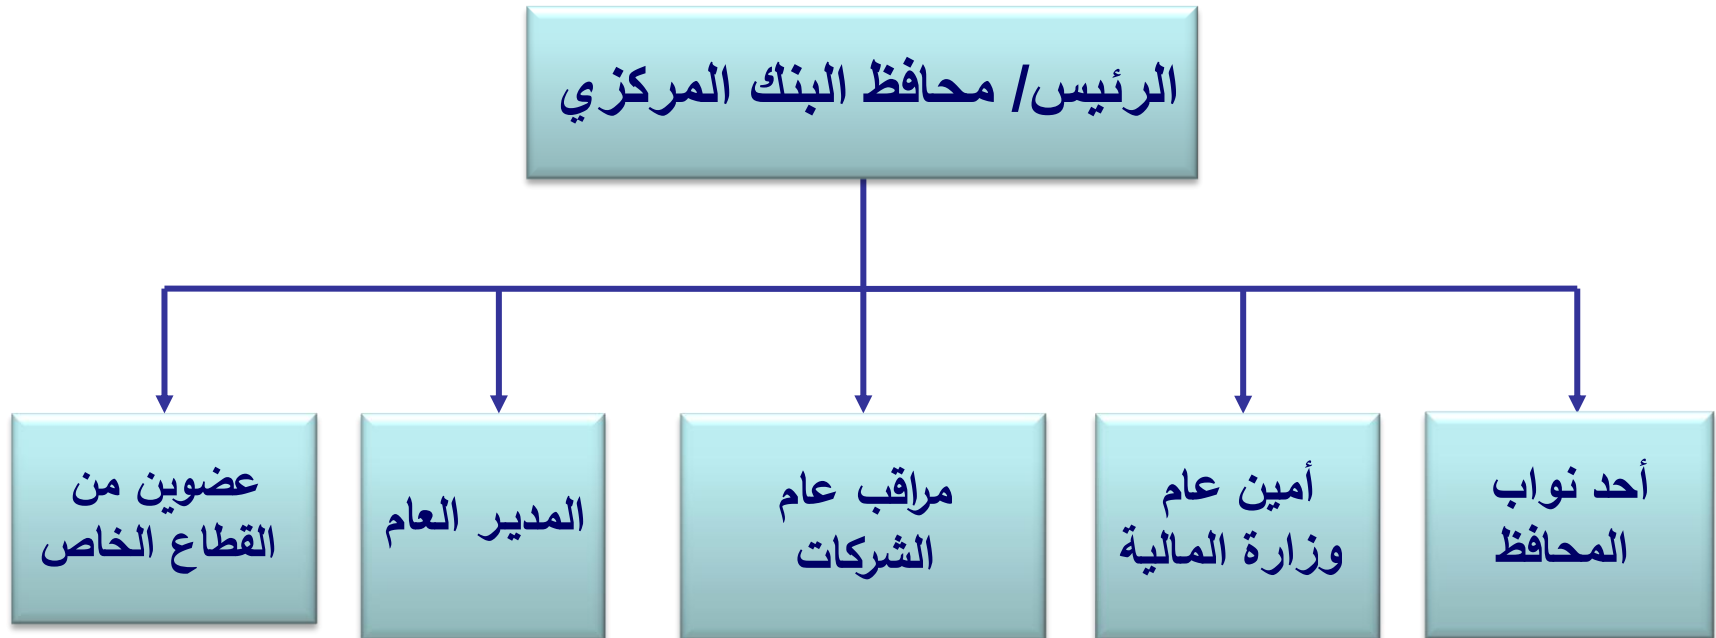 الرئيس/ محافظ البنك المركزي
أحد نواب
المحافظ
أمين عام
وزارة المالية
مراقب عام
الشركات
المدير العام
عضوين من
القطاع الخاص